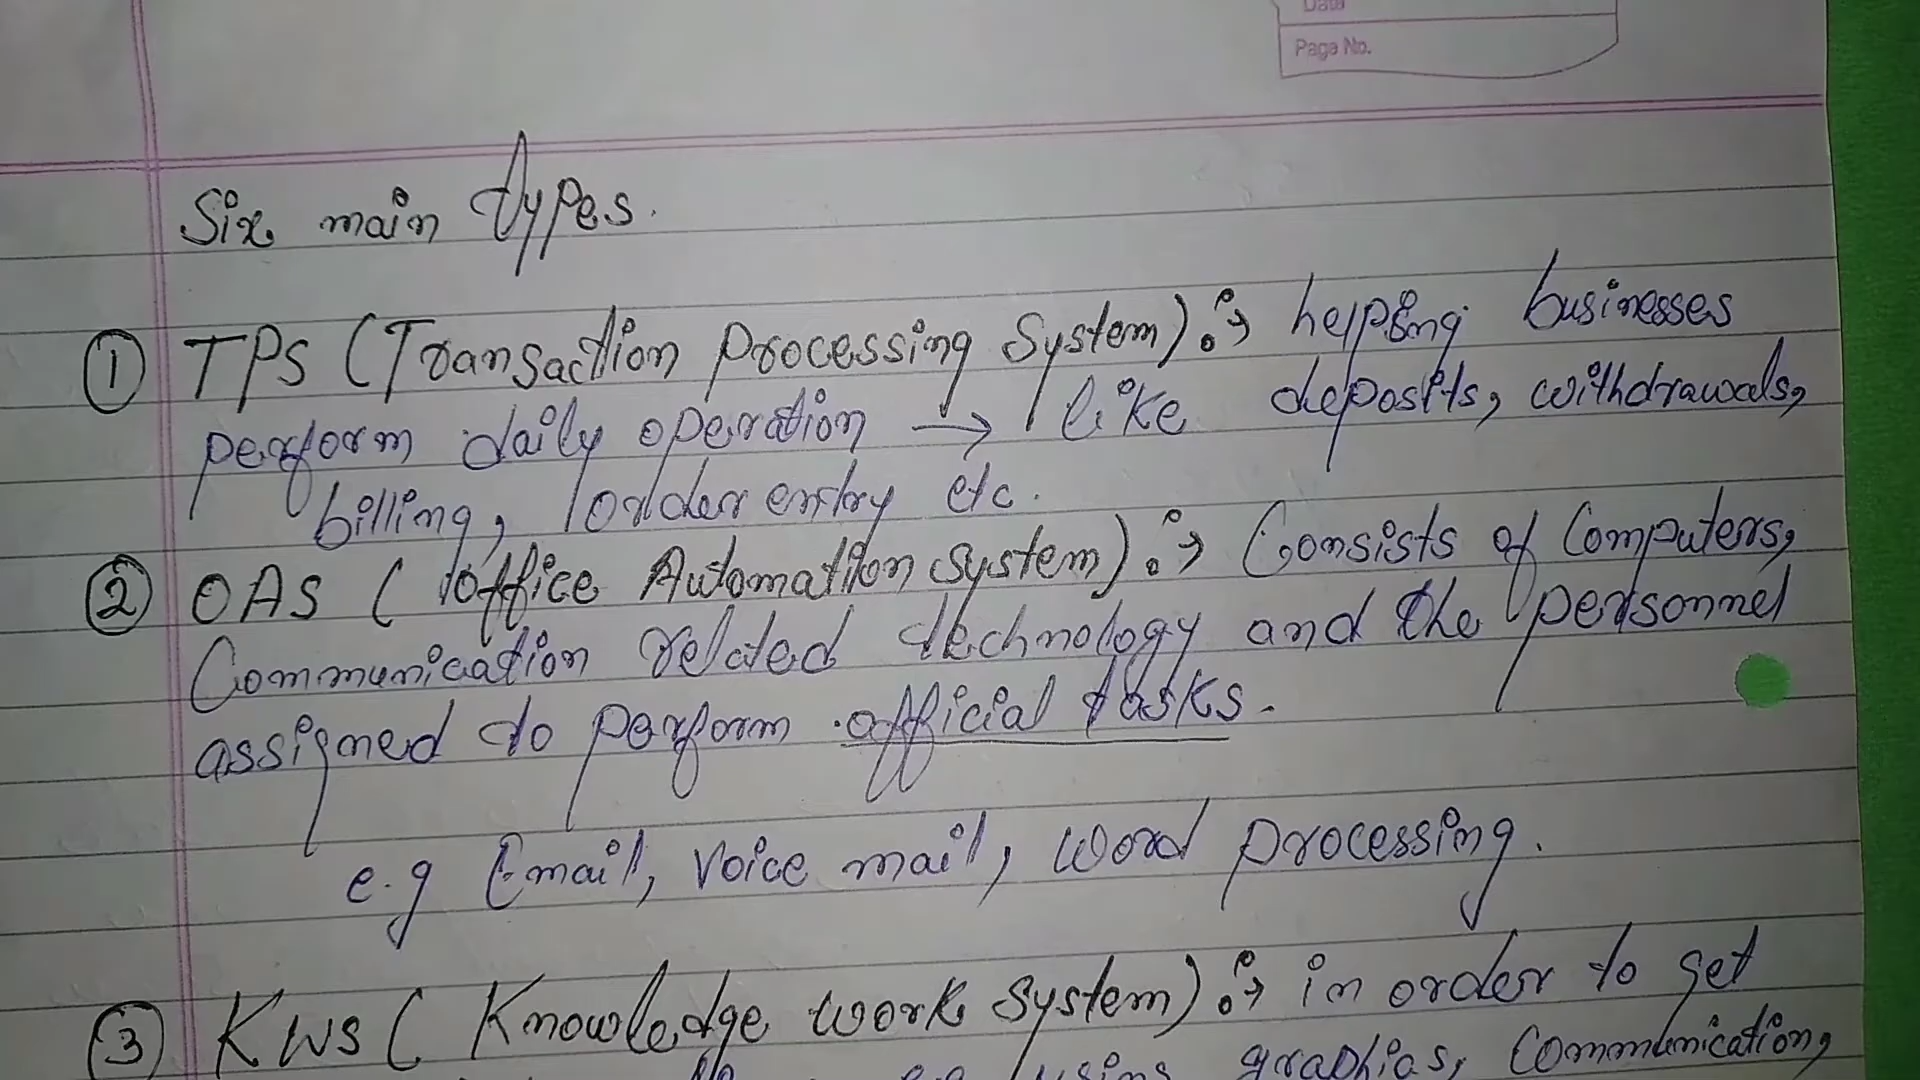 Data
Page No.
Six main types.
① TPS (Transaction Processing System) :→ helping businesses
perform daily operation → like deposits, withdrawals,
billing, order entry etc.
② OAS ( Office Automation System) :→ Consists of Computers,
Communication related technology and the personnel
assigned to perform official tasks.
e.g Email, Voice mail, Word processing.
③ KWS ( Knowledge work System) :→ in order to get
using graphics, Communication,